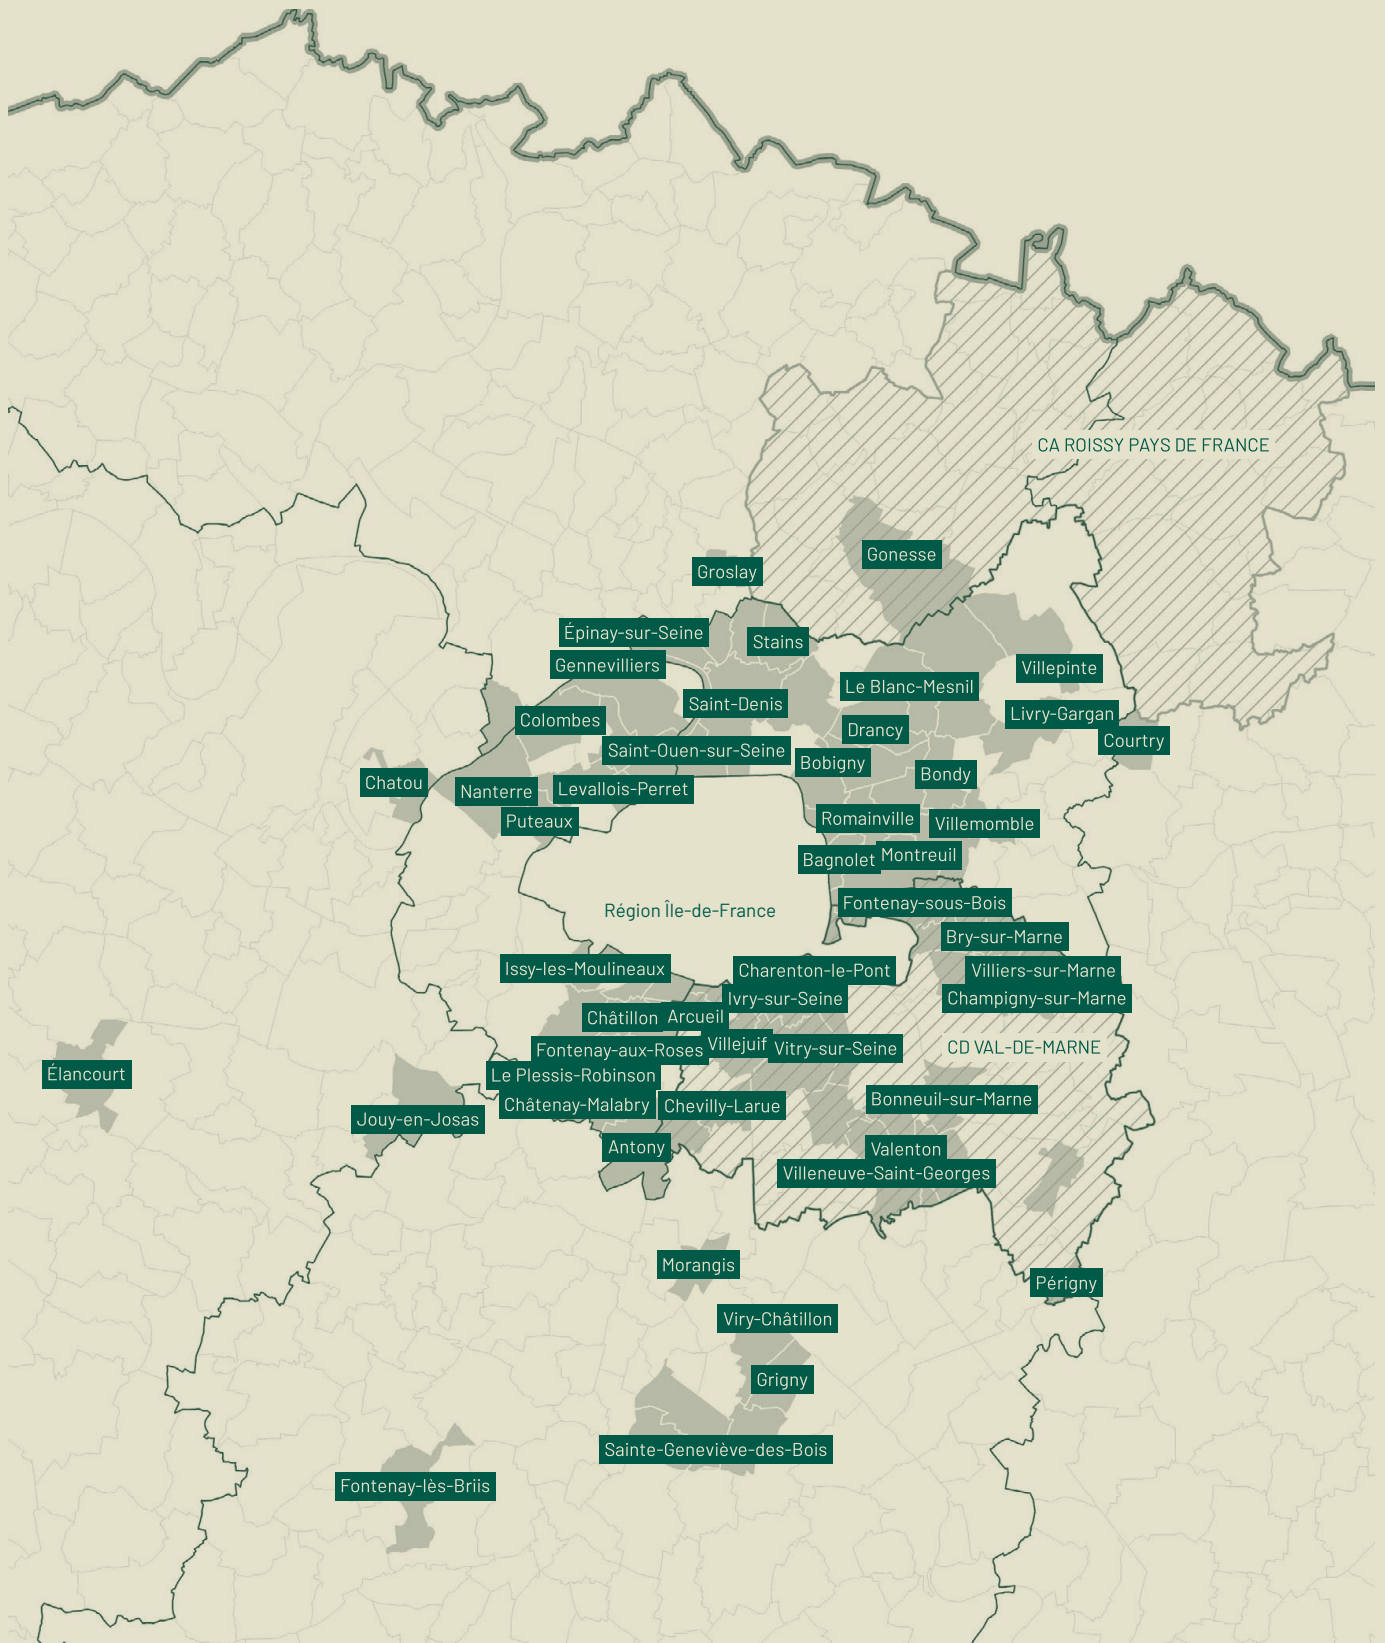 CA ROISSY PAYS DE FRANCE
Gonesse
Groslay
Épinay-sur-Seine
Stains
Gennevilliers
Villepinte
Le Blanc-Mesnil
Saint-Denis
Livry-Gargan
Colombes
Drancy
Courtry
Saint-Ouen-sur-Seine
Bobigny
Bondy
Chatou
Nanterre
Levallois-Perret
Puteaux
Romainville
Villemomble
Bagnolet
Montreuil
Fontenay-sous-Bois
Région Île-de-France
Bry-sur-Marne
Issy-les-Moulineaux
Charenton-le-Pont
Villiers-sur-Marne
Ivry-sur-Seine
Champigny-sur-Marne
Châtillon
Arcueil
Fontenay-aux-Roses
Villejuif
Vitry-sur-Seine
CD VAL-DE-MARNE
Élancourt
Le Plessis-Robinson
Châtenay-Malabry
Chevilly-Larue
Bonneuil-sur-Marne
Jouy-en-Josas
Antony
Valenton
Villeneuve-Saint-Georges
Morangis
Périgny
Viry-Châtillon
Grigny
Sainte-Geneviève-des-Bois
Fontenay-lès-Briis